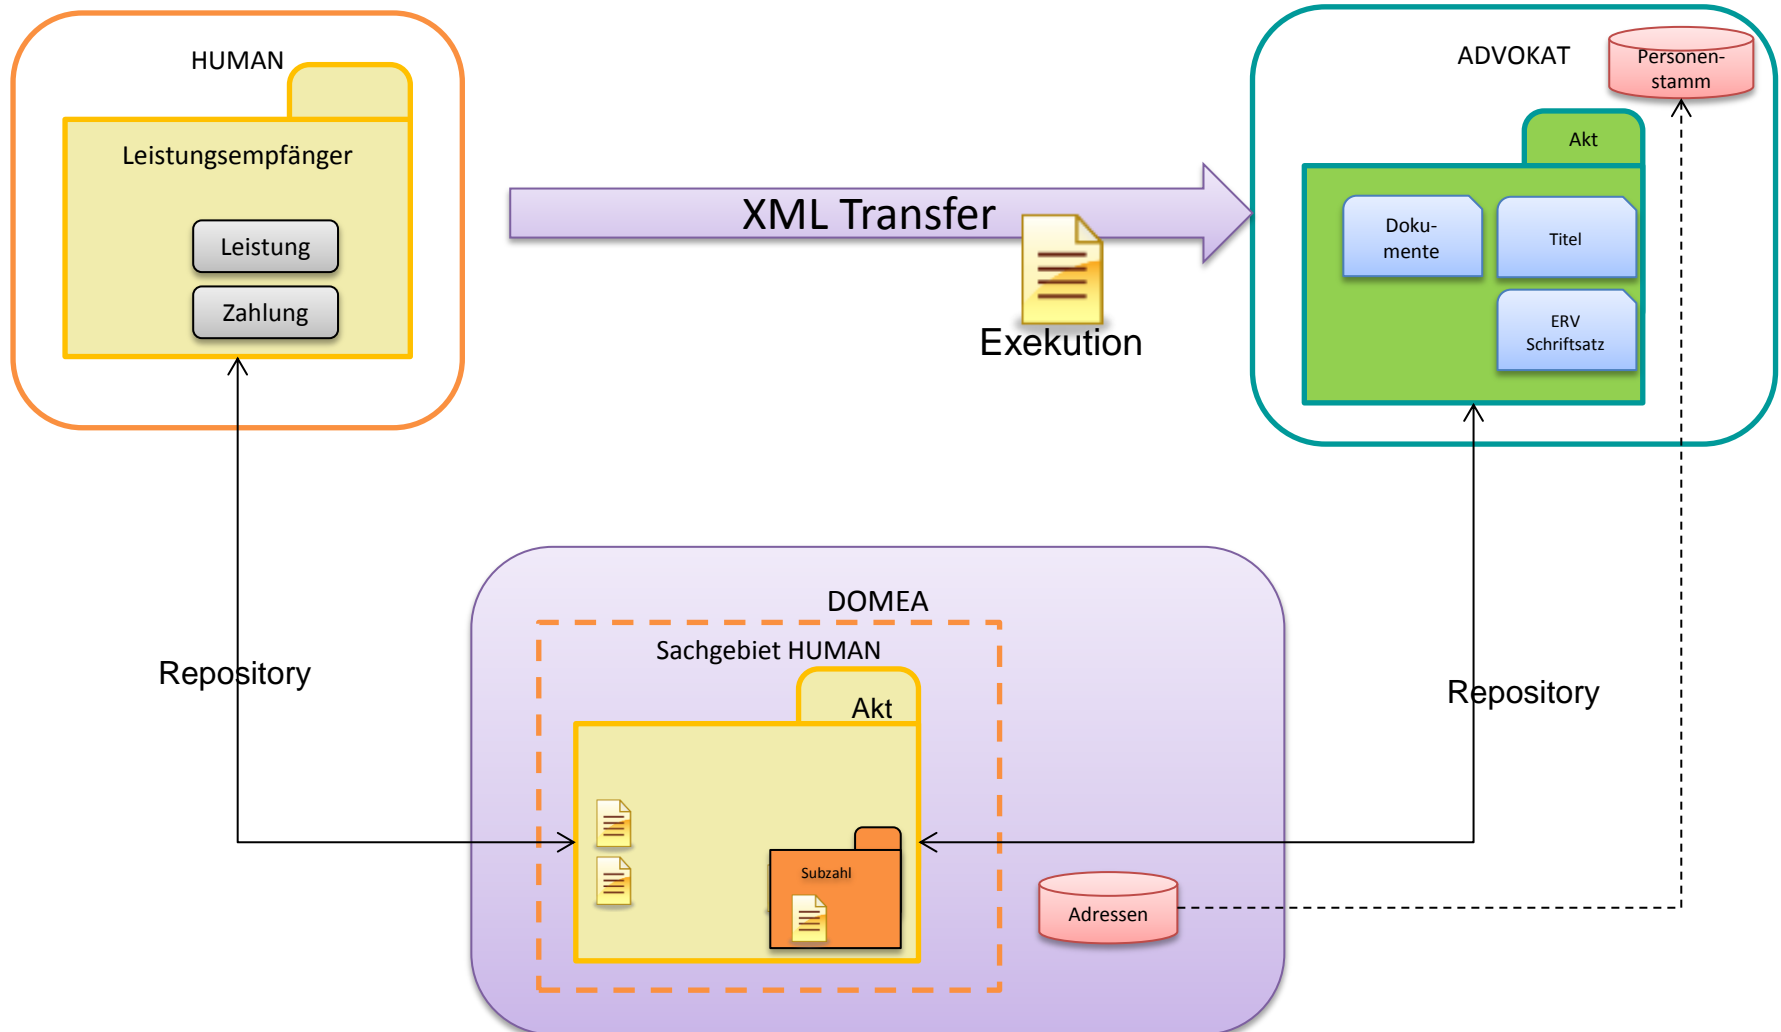 HUMAN
Leistungsempfänger
Leistung
Zahlung
XML Transfer
Exekution
ADVOKAT
Personen-
stamm
Akt
Doku-
mente
Titel
ERV
Schriftsatz
Repository
Repository
DOMEA
Sachgebiet HUMAN
Akt
Subzahl
Adressen